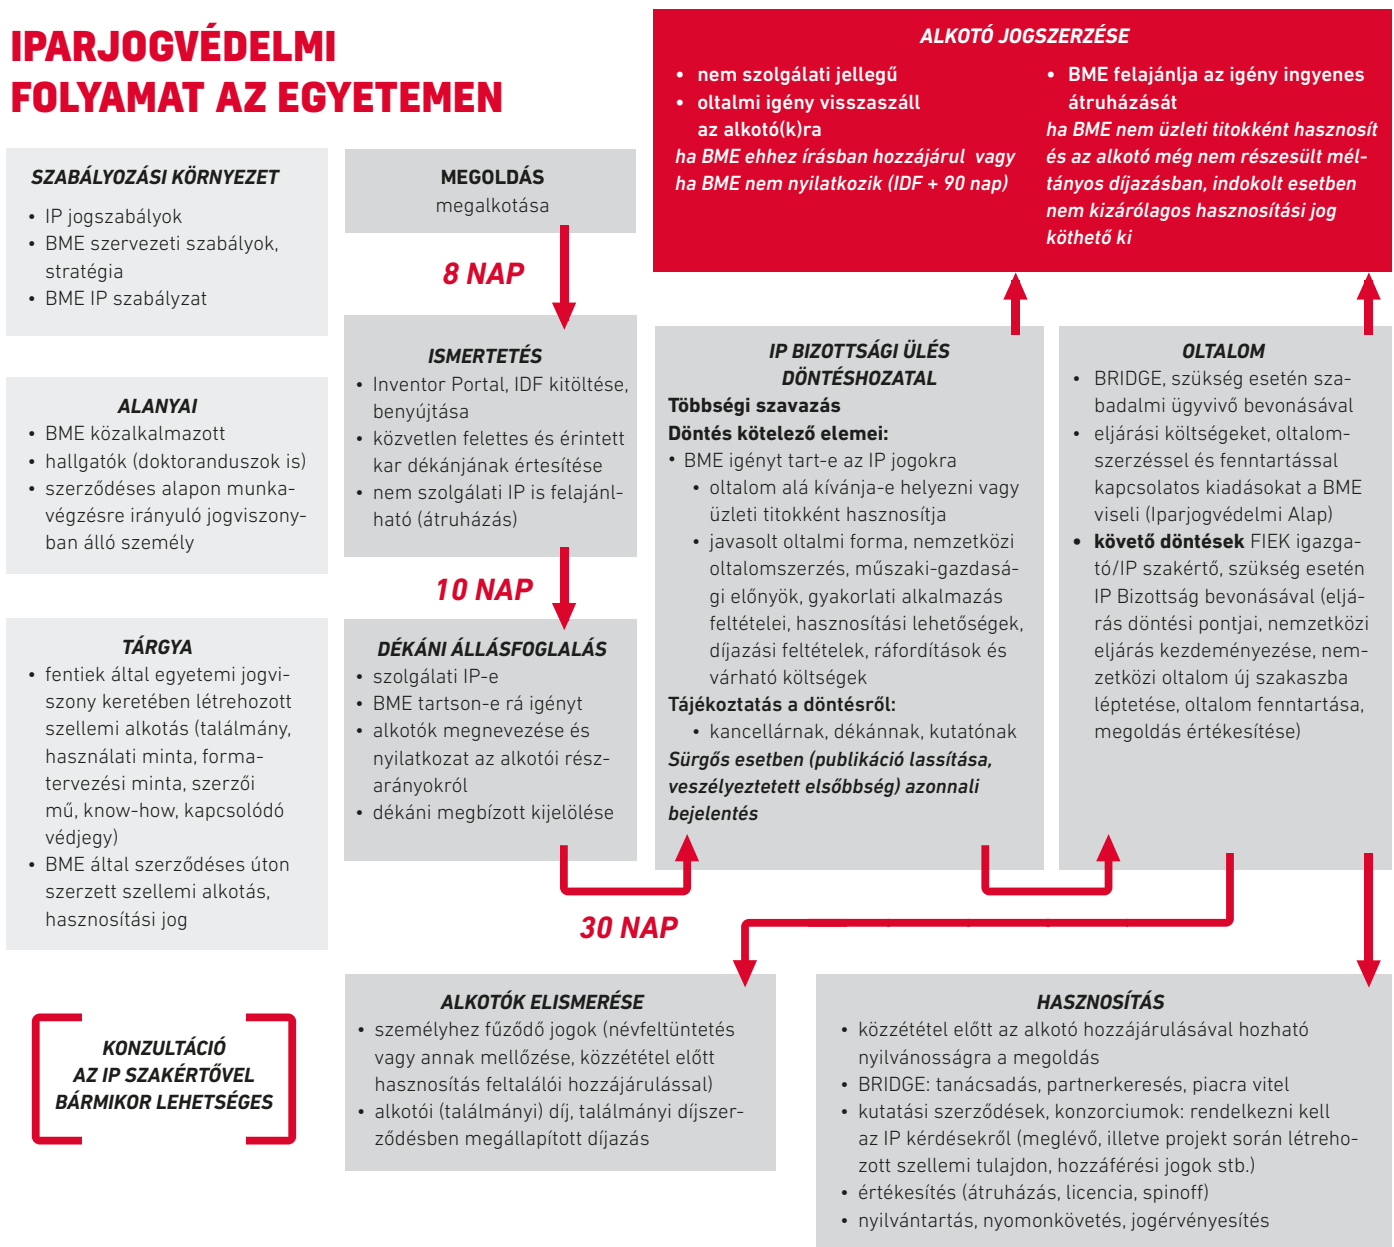 IPARJOGVÉDELMI
FOLYAMAT AZ EGYETEMEN
SZABÁLYOZÁSI KÖRNYEZET
• IP jogszabályok
• BME szervezeti szabályok,
stratégia
• BME IP szabályzat
ALANYAI
• BME közalkalmazott
• hallgatók (doktoranduszok is)
• szerződéses alapon munka-
végzésre irányuló jogviszony-
ban álló személy
TÁRGYA
• fentiek által egyetemi jogvi-
szony keretében létrehozott
szellemi alkotás (találmány,
használati minta, forma-
tervezési minta, szerzői
mű, know-how, kapcsolódó
védjegy)
• BME által szerződéses úton
szerzett szellemi alkotás,
hasznosítási jog
KONZULTÁCIÓ
AZ IP SZAKÉRTŐVEL
BÁRMIKOR LEHETSÉGES
MEGOLDÁS
megalkotása
8 NAP
ISMERTETÉS
• Inventor Portal, IDF kitöltése,
benyújtása
• közvetlen felettes és érintett
kar dékánjának értesítése
• nem szolgálati IP is felajánl-
ható (átruházás)
10 NAP
DÉKÁNI ÁLLÁSFOGLALÁS
• szolgálati IP-e
• BME tartson-e rá igényt
• alkotók megnevezése és
nyilatkozat az alkotói rész-
arányokról
• dékáni megbízott kijelölése
30 NAP
ALKOTÓ JOGSZERZÉSE
• nem szolgálati jellegű
• oltalmi igény visszaszáll
az alkotó(k)ra
ha BME ehhez írásban hozzájárul vagy
ha BME nem nyilatkozik (IDF + 90 nap)
• BME felajánlja az igény ingyenes
átruházását
ha BME nem üzleti titokként hasznosít
és az alkotó még nem részesült mél-
tányos díjazásban, indokolt esetben
nem kizárólagos hasznosítási jog
köthető ki
IP BIZOTTSÁGI ÜLÉS
DÖNTÉSHOZATAL
Többségi szavazás
Döntés kötelező elemei:
• BME igényt tart-e az IP jogokra
• oltalom alá kívánja-e helyezni vagy
üzleti titokként hasznosítja
• javasolt oltalmi forma, nemzetközi
oltalomszerzés, műszaki-gazdasá-
gi előnyök, gyakorlati alkalmazás
feltételei, hasznosítási lehetőségek,
díjazási feltételek, ráfordítások és
várható költségek
Tájékoztatás a döntésről:
• kancellárnak, dékánnak, kutatónak
Sürgős esetben (publikáció lassítása,
veszélyeztetett elsőbbség) azonnali
bejelentés
OLTALOM
• BRIDGE, szükség esetén sza-
badalmi ügyvivő bevonásával
• eljárási költségeket, oltalom-
szerzéssel és fenntartással
kapcsolatos kiadásokat a BME
viseli (Iparjogvédelmi Alap)
• követő döntések FIEK igazga-
tó/IP szakértő, szükség esetén
IP Bizottság bevonásával (eljá-
rás döntési pontjai, nemzetközi
eljárás kezdeményezése, nem-
zetközi oltalom új szakaszba
léptetése, oltalom fenntartása,
megoldás értékesítése)
ALKOTÓK ELISMERÉSE
• személyhez fűződő jogok (névfeltüntetés
vagy annak mellőzése, közzététel előtt
hasznosítás feltalálói hozzájárulással)
• alkotói (találmányi) díj, találmányi díjszer-
ződésben megállapított díjazás
HASZNOSÍTÁS
• közzététel előtt az alkotó hozzájárulásával hozható
nyilvánosságra a megoldás
• BRIDGE: tanácsadás, partnerkeresés, piacra vitel
• kutatási szerződések, konzorciumok: rendelkezni kell
az IP kérdésekről (meglévő, illetve projekt során létreho-
zott szellemi tulajdon, hozzáférési jogok stb.)
• értékesítés (átruházás, licencia, spinoff)
• nyilvántartás, nyomonkövetés, jogérvényesítés